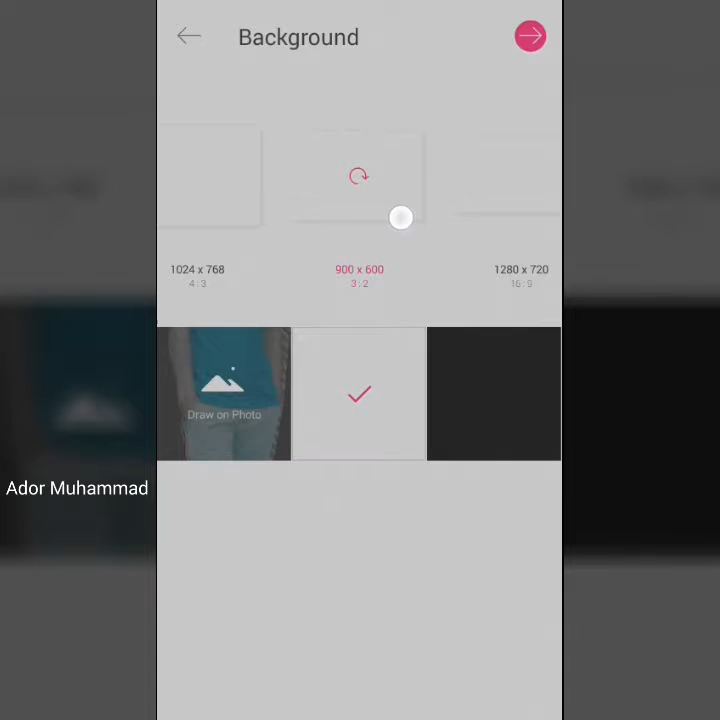 Background
1024 x 768
4 : 3
900 x 600
3 : 2
1280 x 720
16 : 9
Draw on Photo
Ador Muhammad